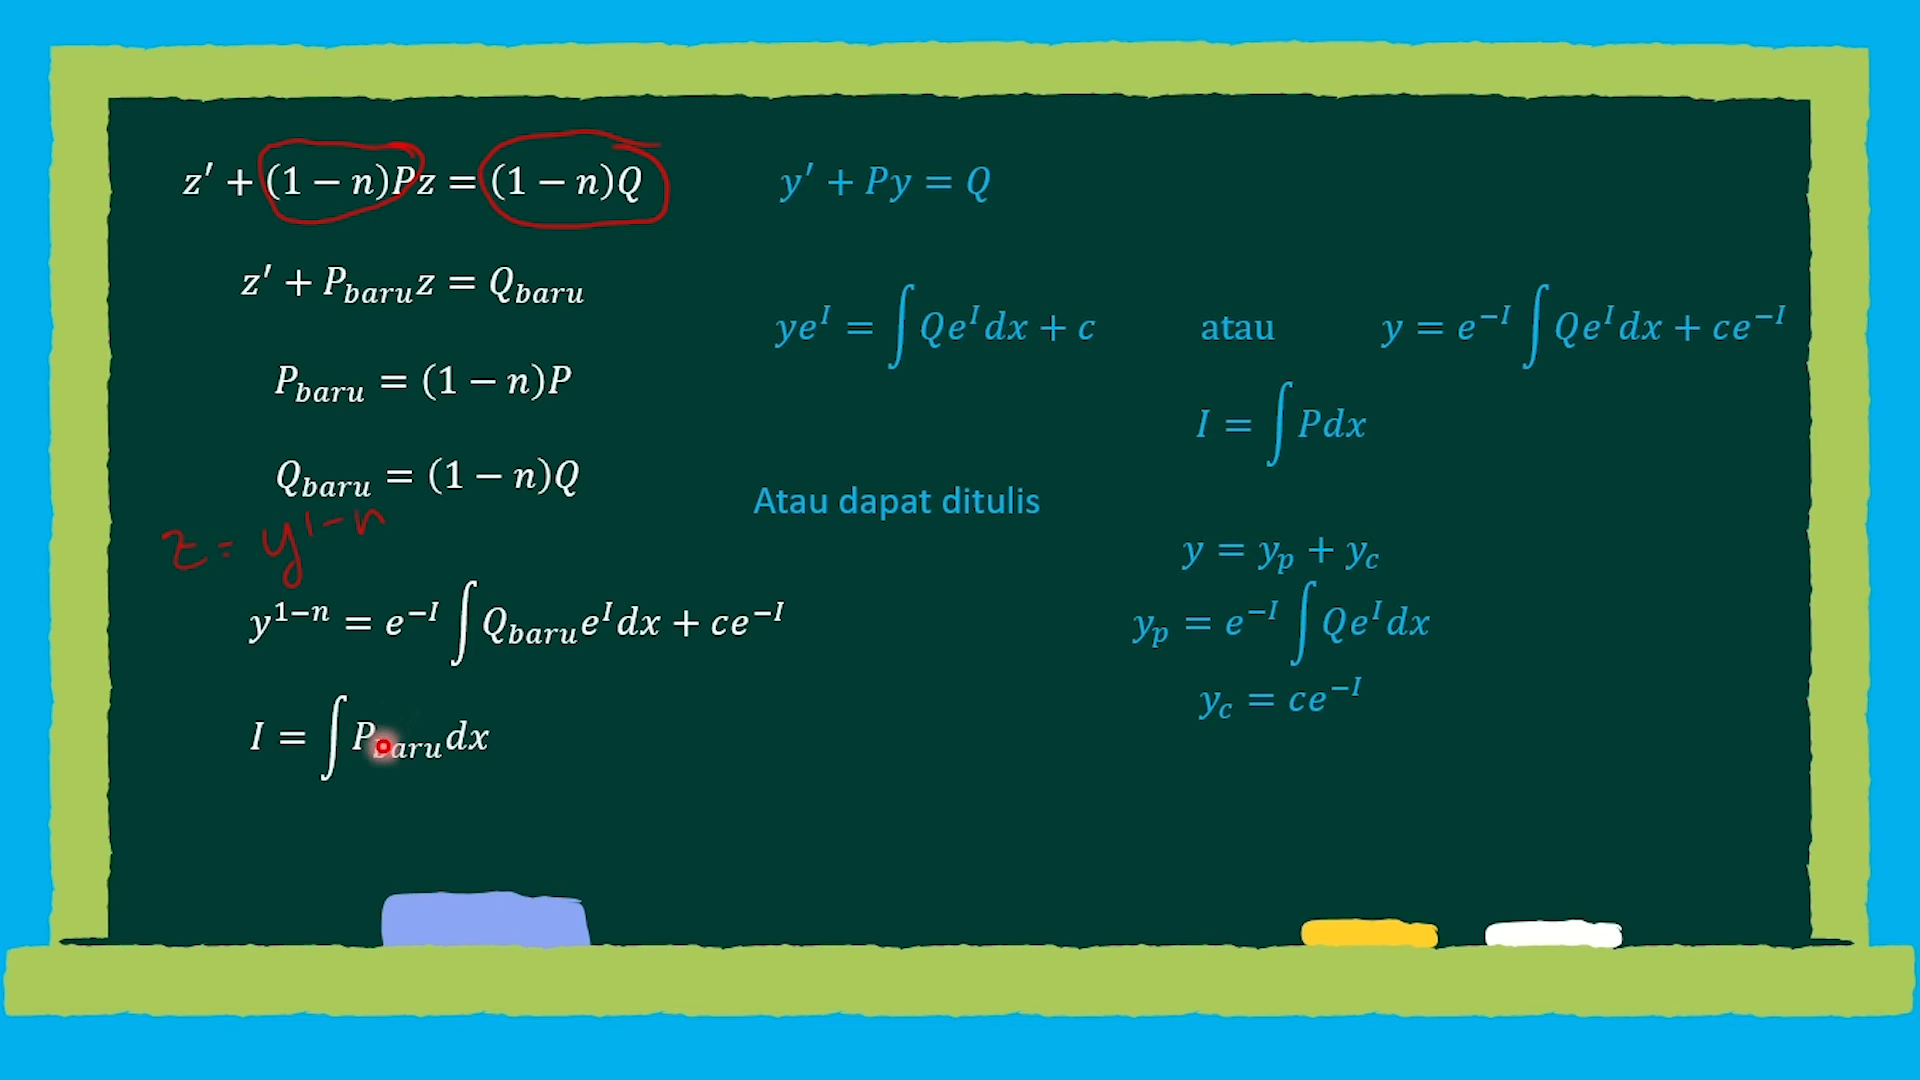 z′ + (1 − n)Pz = (1 − n)Q
z′ + P_baru z = Q_baru
P_baru = (1 − n)P
Q_baru = (1 − n)Q
z = y^{1−n}
y^{1−n} = e^{−I} ∫ Q_baru e^I dx + ce^{−I}
I = ∫ P_baru dx
y′ + Py = Q
ye^I = ∫ Qe^I dx + c atau y = e^{−I} ∫ Qe^I dx + ce^{−I}
I = ∫ Pdx
Atau dapat ditulis
y = y_p + y_c
y_p = e^{−I} ∫ Qe^I dx
y_c = ce^{−I}